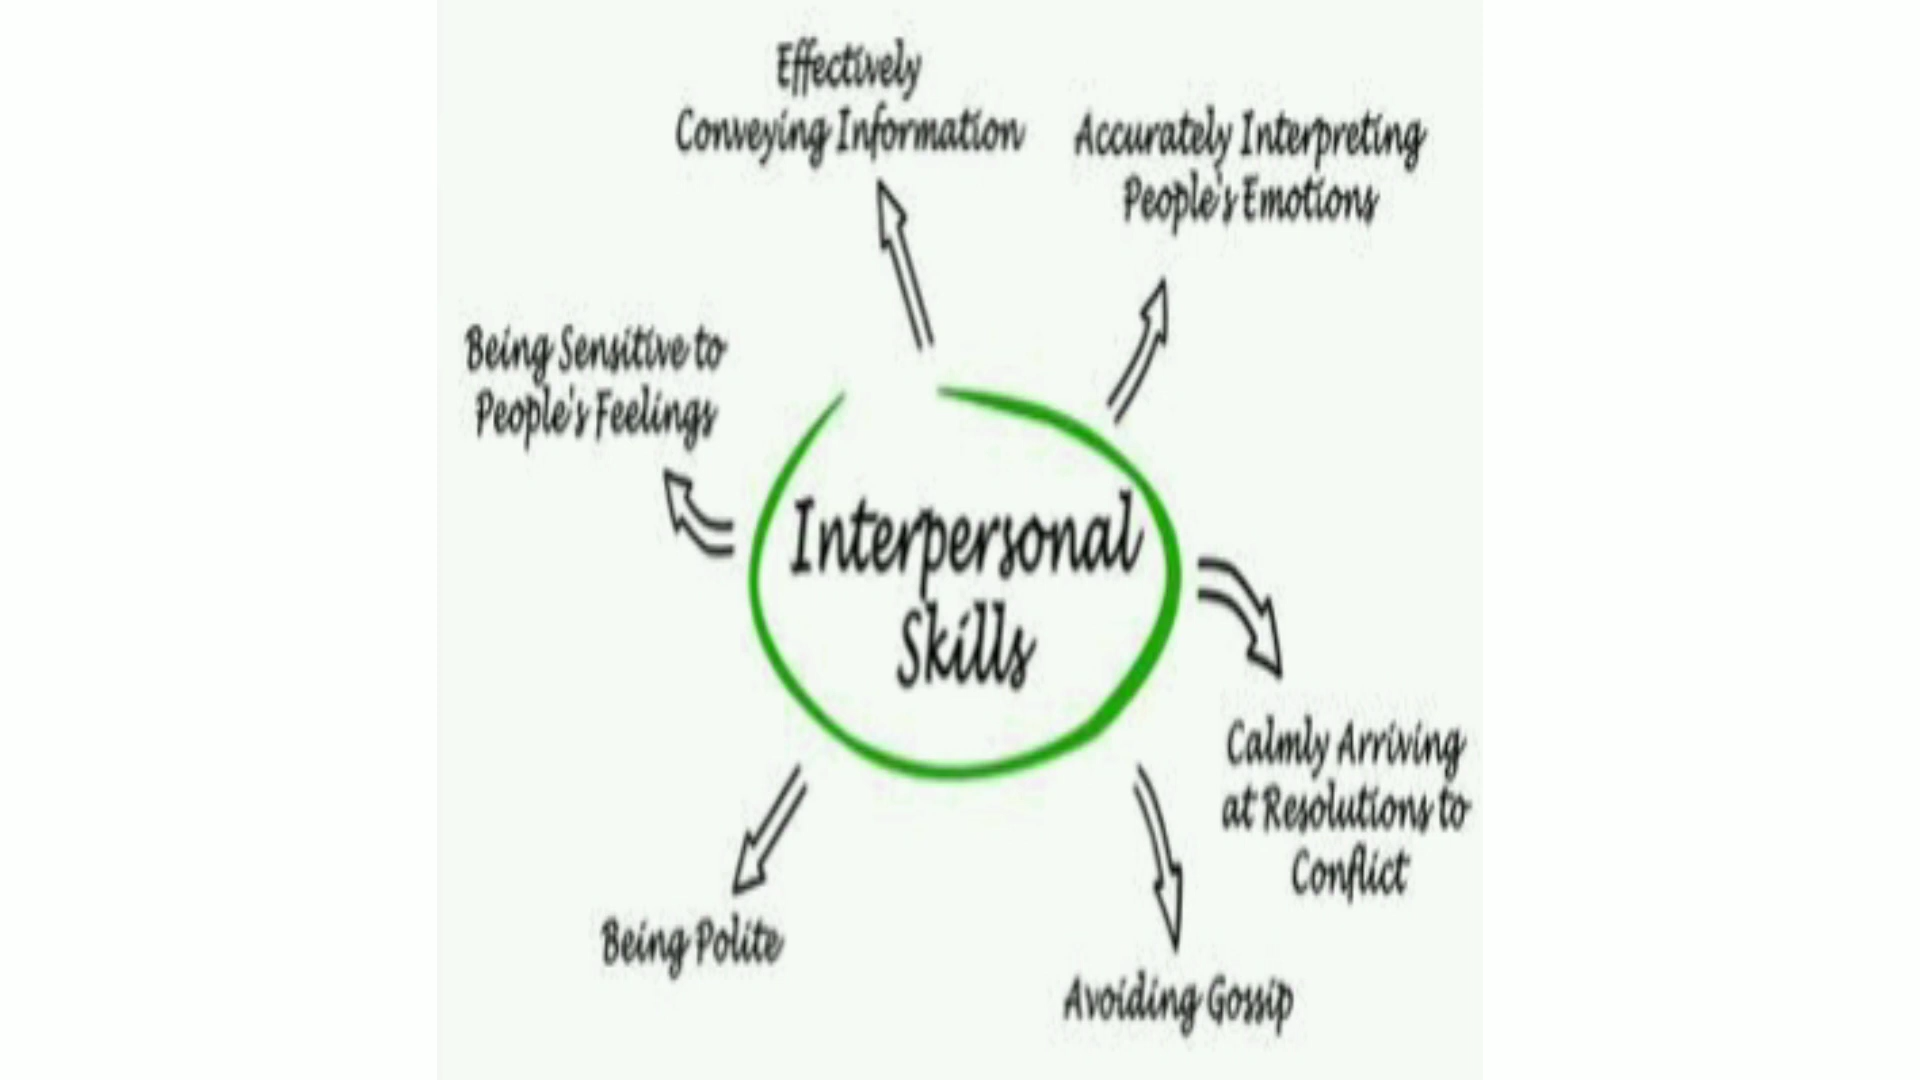 Effectively
Conveying Information
Accurately Interpreting
People's Emotions
Being Sensitive to
People's Feelings
Interpersonal
Skills
Calmly Arriving
at Resolutions to
Conflict
Being Polite
Avoiding Gossip